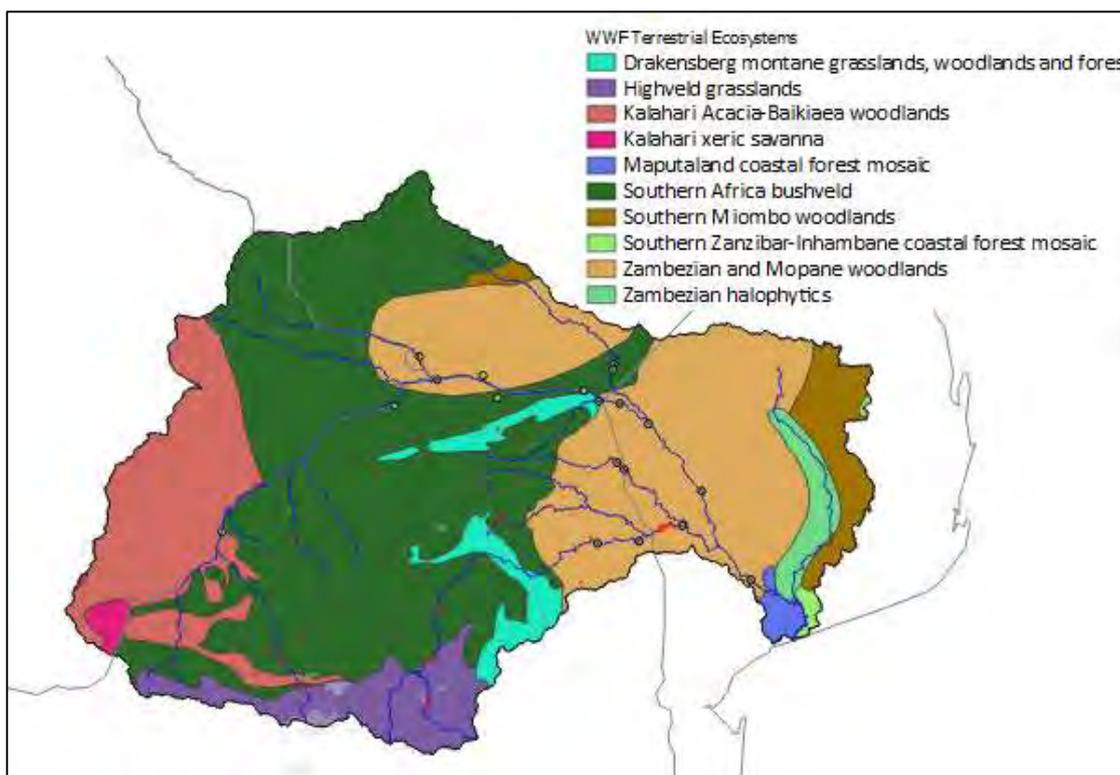 WWF Terrestrial Ecosystems
Drakensberg montane grasslands, woodlands and fores
Highveld grasslands
Kalahari Acacia-Baikiaea woodlands
Kalahari xeric savanna
Maputaland coastal forest mosaic
Southern Africa bushveld
Southern Miombo woodlands
Southern Zanzibar-Inhambane coastal forest mosaic
Zambezian and Mopane woodlands
Zambezian halophytics